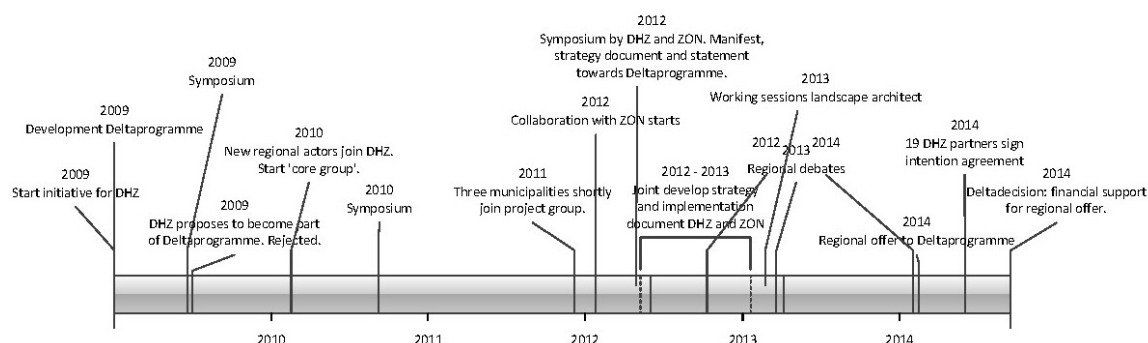 2012
Symposium by DHZ and ZON. Manifest,
strategy document and statement
towards Deltaprogramme.
2009
Symposium
2013
Working sessions landscape architect
2009
Development Deltaprogramme
2012
Collaboration with ZON starts
2010
New regional actors join DHZ.
Start 'core group'.
2012
2013
2014
Regional debates
2014
19 DHZ partners sign
intention agreement
2009
Start initiative for DHZ
2011
Three municipalities shortly
join project group.
2012 - 2013
Joint develop strategy
and implementation
document DHZ and ZON
2014
Deltadecision: financial support
for regional offer.
2010
Symposium
2009
DHZ proposes to become part
of Deltaprogramme. Rejected.
2014
Regional offer to Deltaprogramme
2010
2011
2012
2013
2014